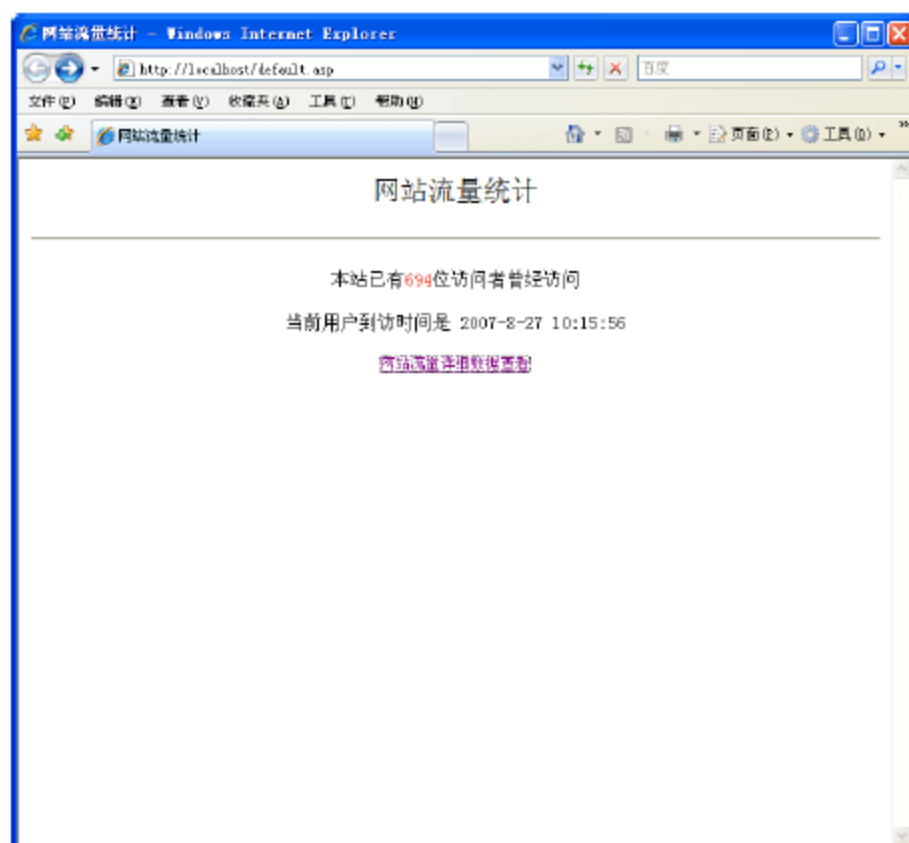 网站流量统计 - Windows Internet Explorer
http://localhost/default.asp
百度
文件(F) 编辑(E) 查看(V) 收藏夹(A) 工具(T) 帮助(H)
网站流量统计
页面(P) 工具(O)
网站流量统计
本站已有694位访问者曾经访问
当前用户到访时间是 2007-8-27 10:15:56
网站流量详细数据查看